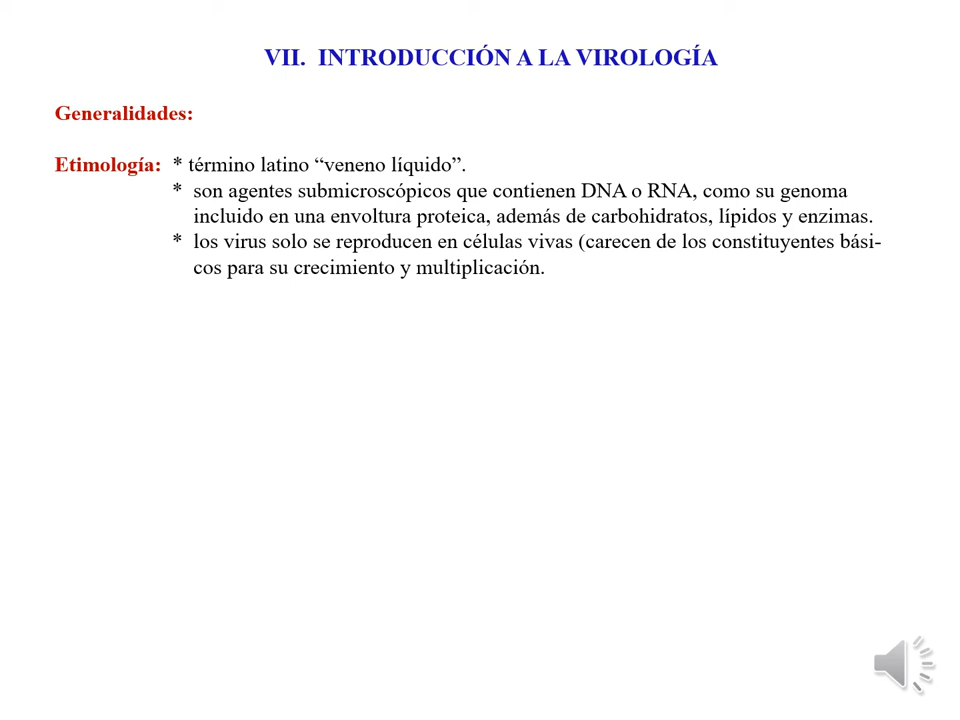 VII. INTRODUCCIÓN A LA VIROLOGÍA
Generalidades:
Etimología: * término latino “veneno líquido”.
* son agentes submicroscópicos que contienen DNA o RNA, como su genoma
incluido en una envoltura proteica, además de carbohidratos, lípidos y enzimas.
* los virus solo se reproducen en células vivas (carecen de los constituyentes bási-
cos para su crecimiento y multiplicación.